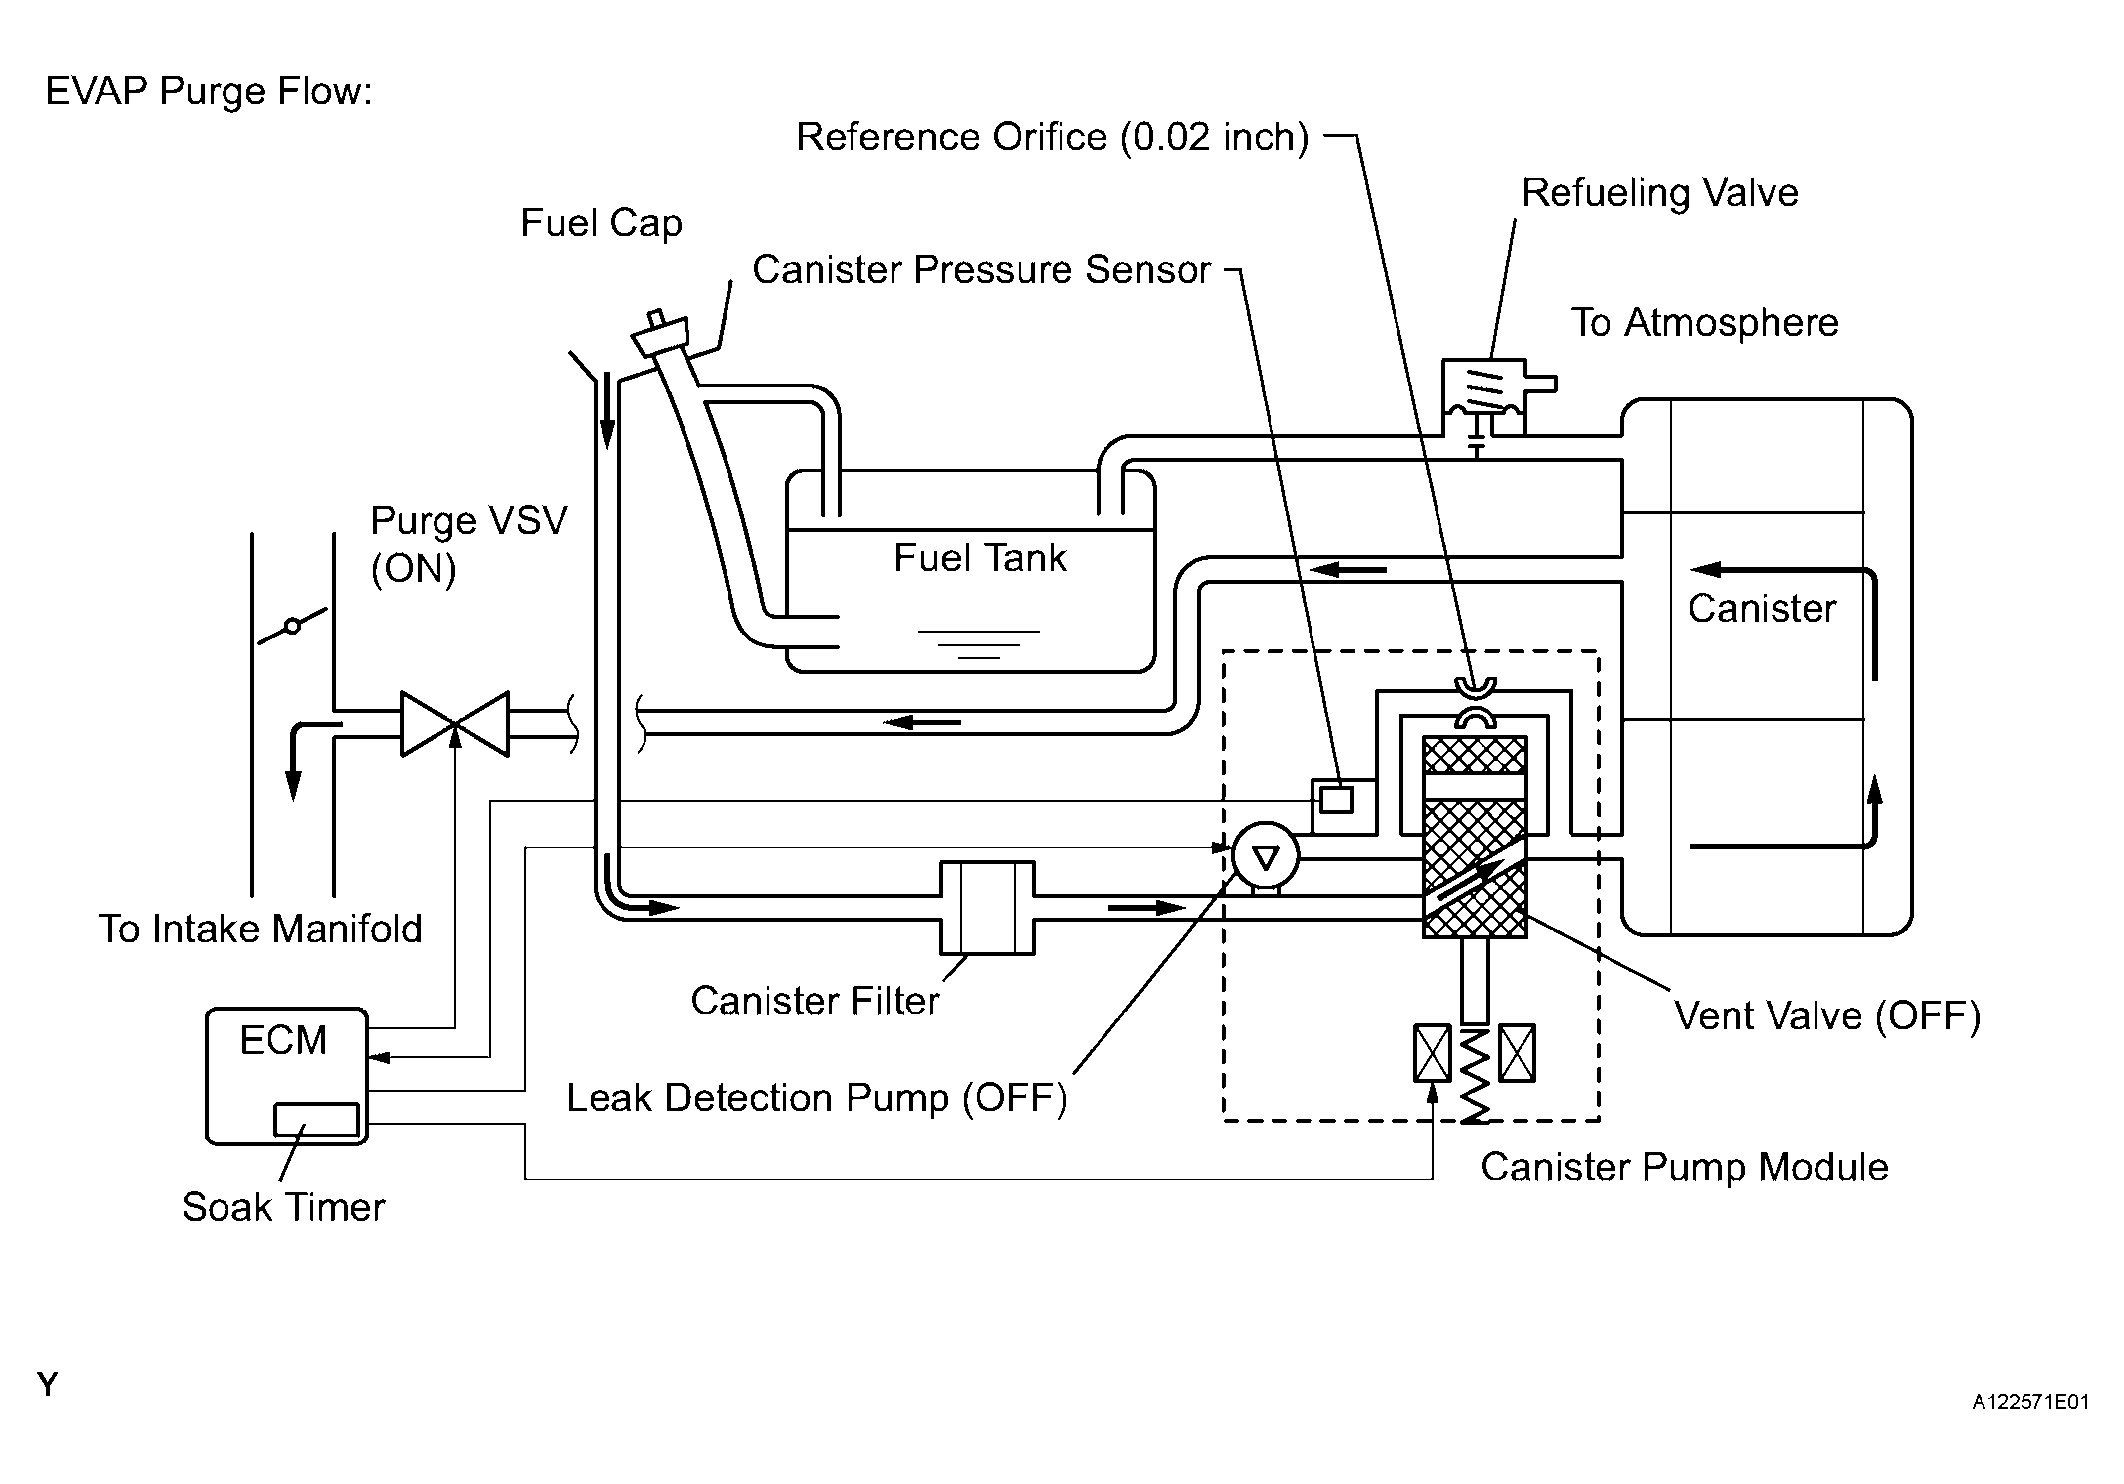 EVAP Purge Flow:
Reference Orifice (0.02 inch)
Refueling Valve
Fuel Cap
Canister Pressure Sensor
To Atmosphere
Purge VSV
(ON)
Fuel Tank
Canister
To Intake Manifold
Canister Filter
Vent Valve (OFF)
ECM
Leak Detection Pump (OFF)
Canister Pump Module
Soak Timer
Y
A122571E01